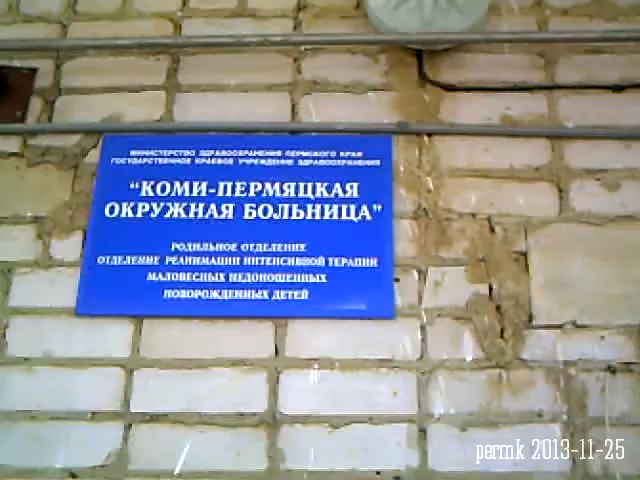 МИНИСТЕРСТВО ЗДРАВООХРАНЕНИЯ ПЕРМСКОГО КРАЯ
ГОСУДАРСТВЕННОЕ КРАЕВОЕ УЧРЕЖДЕНИЕ ЗДРАВООХРАНЕНИЯ
“КОМИ-ПЕРМЯЦКАЯ
ОКРУЖНАЯ БОЛЬНИЦА”
РОДИЛЬНОЕ ОТДЕЛЕНИЕ
ОТДЕЛЕНИЕ РЕАНИМАЦИИ ИНТЕНСИВНОЙ ТЕРАПИИ
МАЛОВЕСНЫХ НЕДОНОШЕННЫХ
НОВОРОЖДЕННЫХ ДЕТЕЙ
permk 2013-11-25